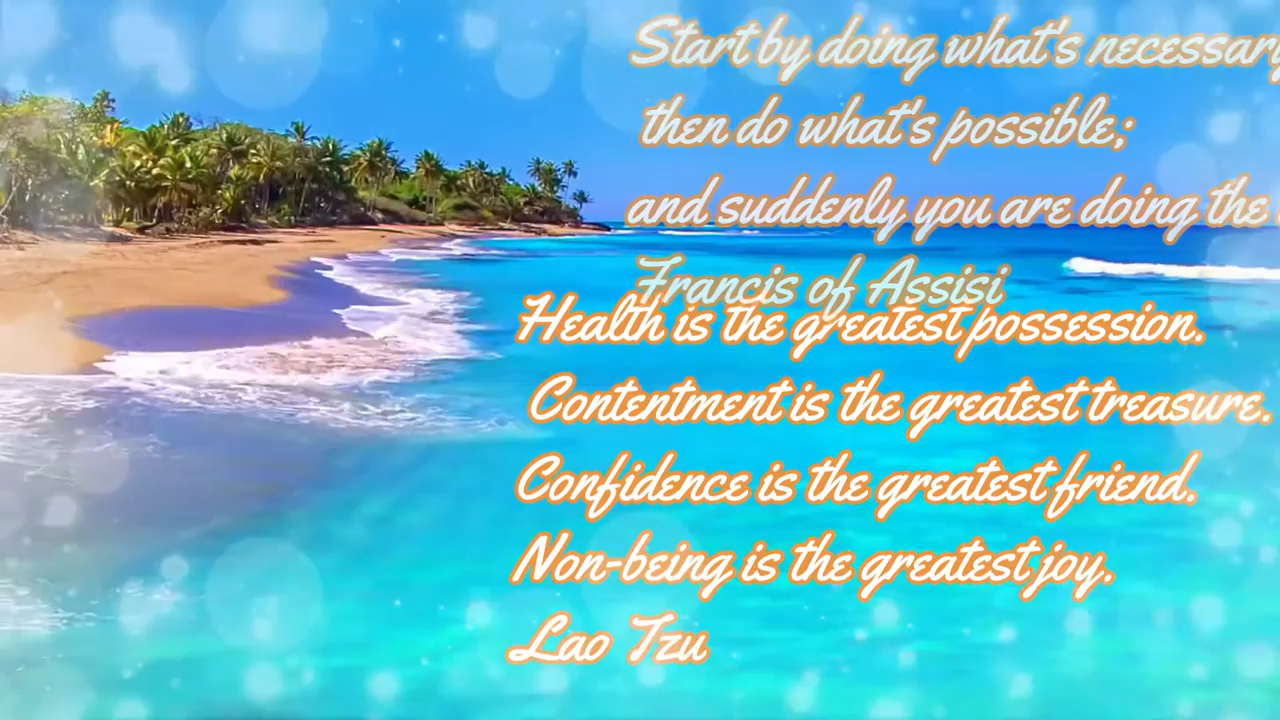 Start by doing what's necessary
then do what's possible;
and suddenly you are doing the
Francis of Assisi
Health is the greatest possession.
Contentment is the greatest treasure.
Confidence is the greatest friend.
Non-being is the greatest joy.
Lao Tzu